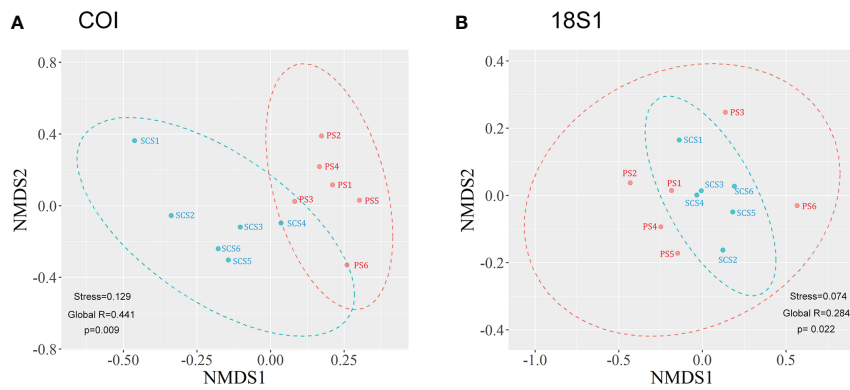 A COI
0.8
0.4
0.0
-0.4
-0.8
NMDS2
SCS1
SCS2
SCS3
SCS4
SCS6
SCS5
PS2
PS4
PS1
PS3
PS5
PS6
Stress=0.129
Global R=0.441
p=0.009
-0.50
-0.25
0.00
0.25
NMDS1
B 18S1
0.4
0.2
0.0
-0.2
-0.4
NMDS2
PS3
SCS1
PS2
PS1
SCS3
SCS6
SCS4
SCS5
PS6
PS4
PS5
SCS2
Stress=0.074
Global R=0.284
p= 0.022
-1.0
-0.5
0.0
0.5
NMDS1